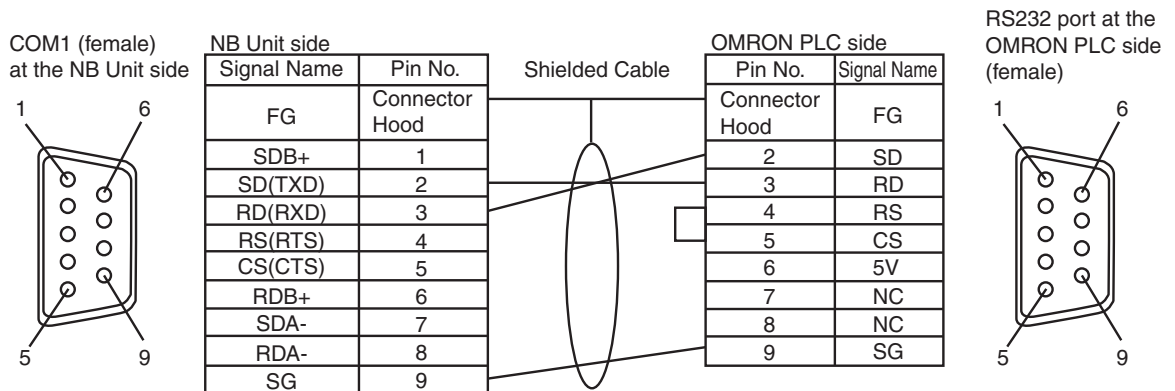 COM1 (female)
at the NB Unit side
1 6
5 9
NB Unit side
Signal Name Pin No.
FG Connector Hood
SDB+ 1
SD(TXD) 2
RD(RXD) 3
RS(RTS) 4
CS(CTS) 5
RDB+ 6
SDA- 7
RDA- 8
SG 9
Shielded Cable
OMRON PLC side
Pin No. Signal Name
Connector Hood FG
2 SD
3 RD
4 RS
5 CS
6 5V
7 NC
8 NC
9 SG
RS232 port at the
OMRON PLC side
(female)
1 6
5 9